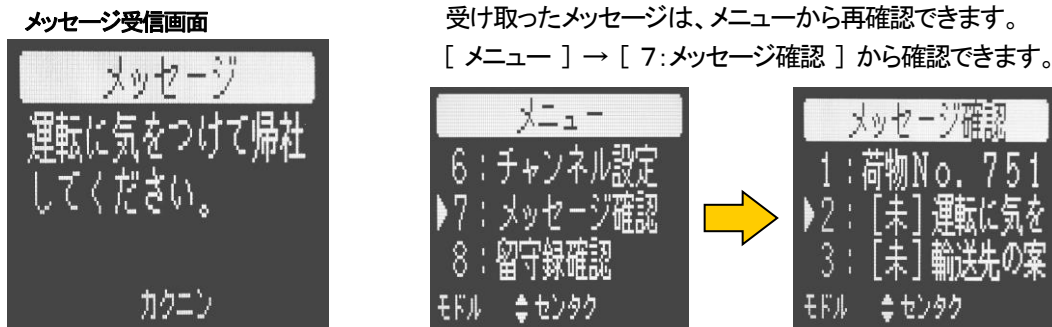 メッセージ受信画面
メッセージ
運転に気をつけて帰社
してください。
カクニン
受け取ったメッセージは、メニューから再確認できます。
[ メニュー ] → [ 7:メッセージ確認 ] から確認できます。
メニュー
6:チャンネル設定
7:メッセージ確認
8:留守録確認
モドル センタク
メッセージ確認
1:荷物No. 751
2:[未]運転に気を
3:[未]輸送先の案
モドル センタク